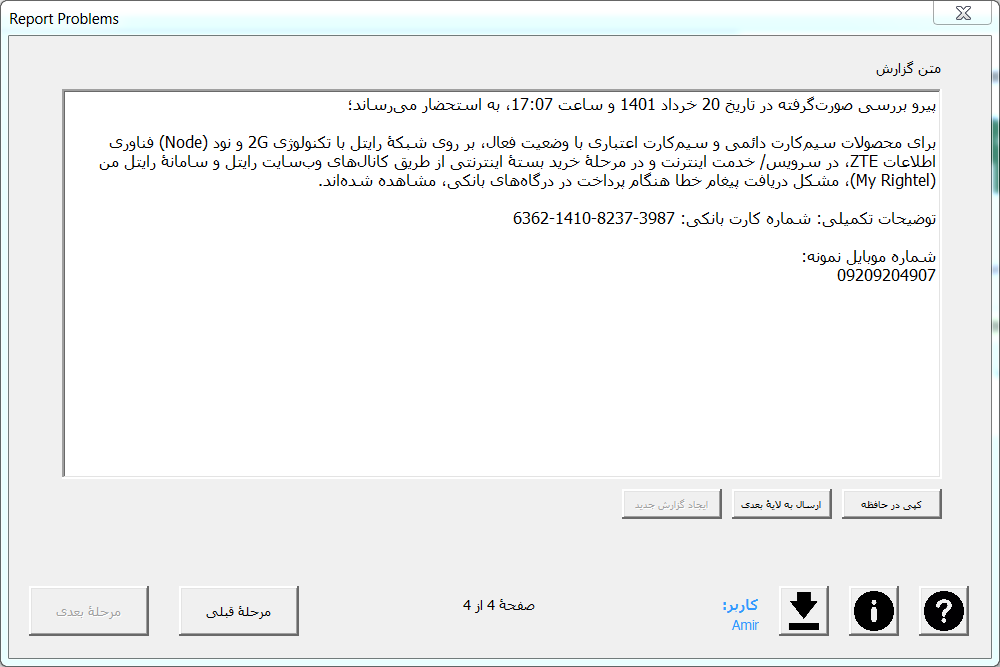 Report Problems
متن گزارش
پیرو بررسی صورت‌گرفته در تاریخ 20 خرداد 1401 و ساعت 17:07، به استحضار می‌رساند؛
برای محصولات سیم‌کارت دائمی و سیم‌کارت اعتباری با وضعیت فعال، بر روی شبکهٔ رایتل با تکنولوژی 2G و نود (Node) فناوری
اطلاعات ZTE، در سرویس/ خدمت اینترنت و در مرحلهٔ خرید بستهٔ اینترنتی از طریق کانال‌های وب‌سایت رایتل و سامانهٔ رایتل من
(My Rightel)، مشکل دریافت پیغام خطا هنگام پرداخت در درگاه‌های بانکی، مشاهده شده‌اند.
توضیحات تکمیلی: شماره کارت بانکی: 3987-8237-1410-6362
شماره موبایل نمونه:
09209204907
کپی در حافظه
ارسال به لایهٔ بعدی
ایجاد گزارش جدید
کاربر:
Amir
صفحهٔ 4 از 4
مرحلهٔ قبلی
مرحلهٔ بعدی